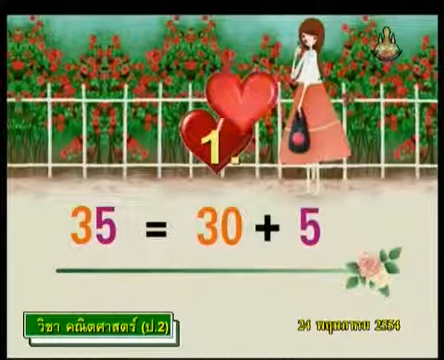 1.
35 = 30 + 5
วิชา คณิตศาสตร์ (ป.2)
24 พฤษภาคม 2554